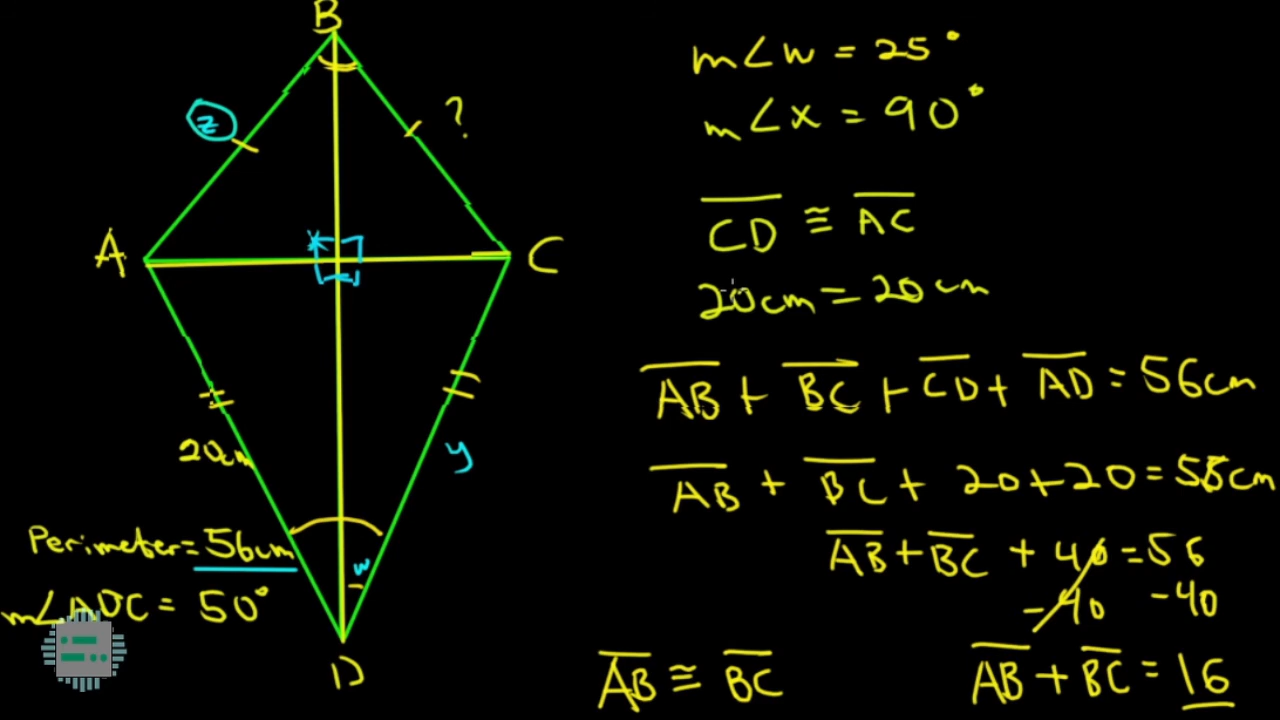 B
m∠w = 25°
z
?
m∠x = 90°
A
x
C
CD ≅ AC
20cm = 20cm
AB + BC + CD + AD = 56cm
20cm
y
AB + BC + 20+20 = 56cm
Perimeter = 56cm
w
AB + BC + 40 = 56
m∠ADC = 50°
-40 -40
D
AB ≅ BC
AB + BC = 16